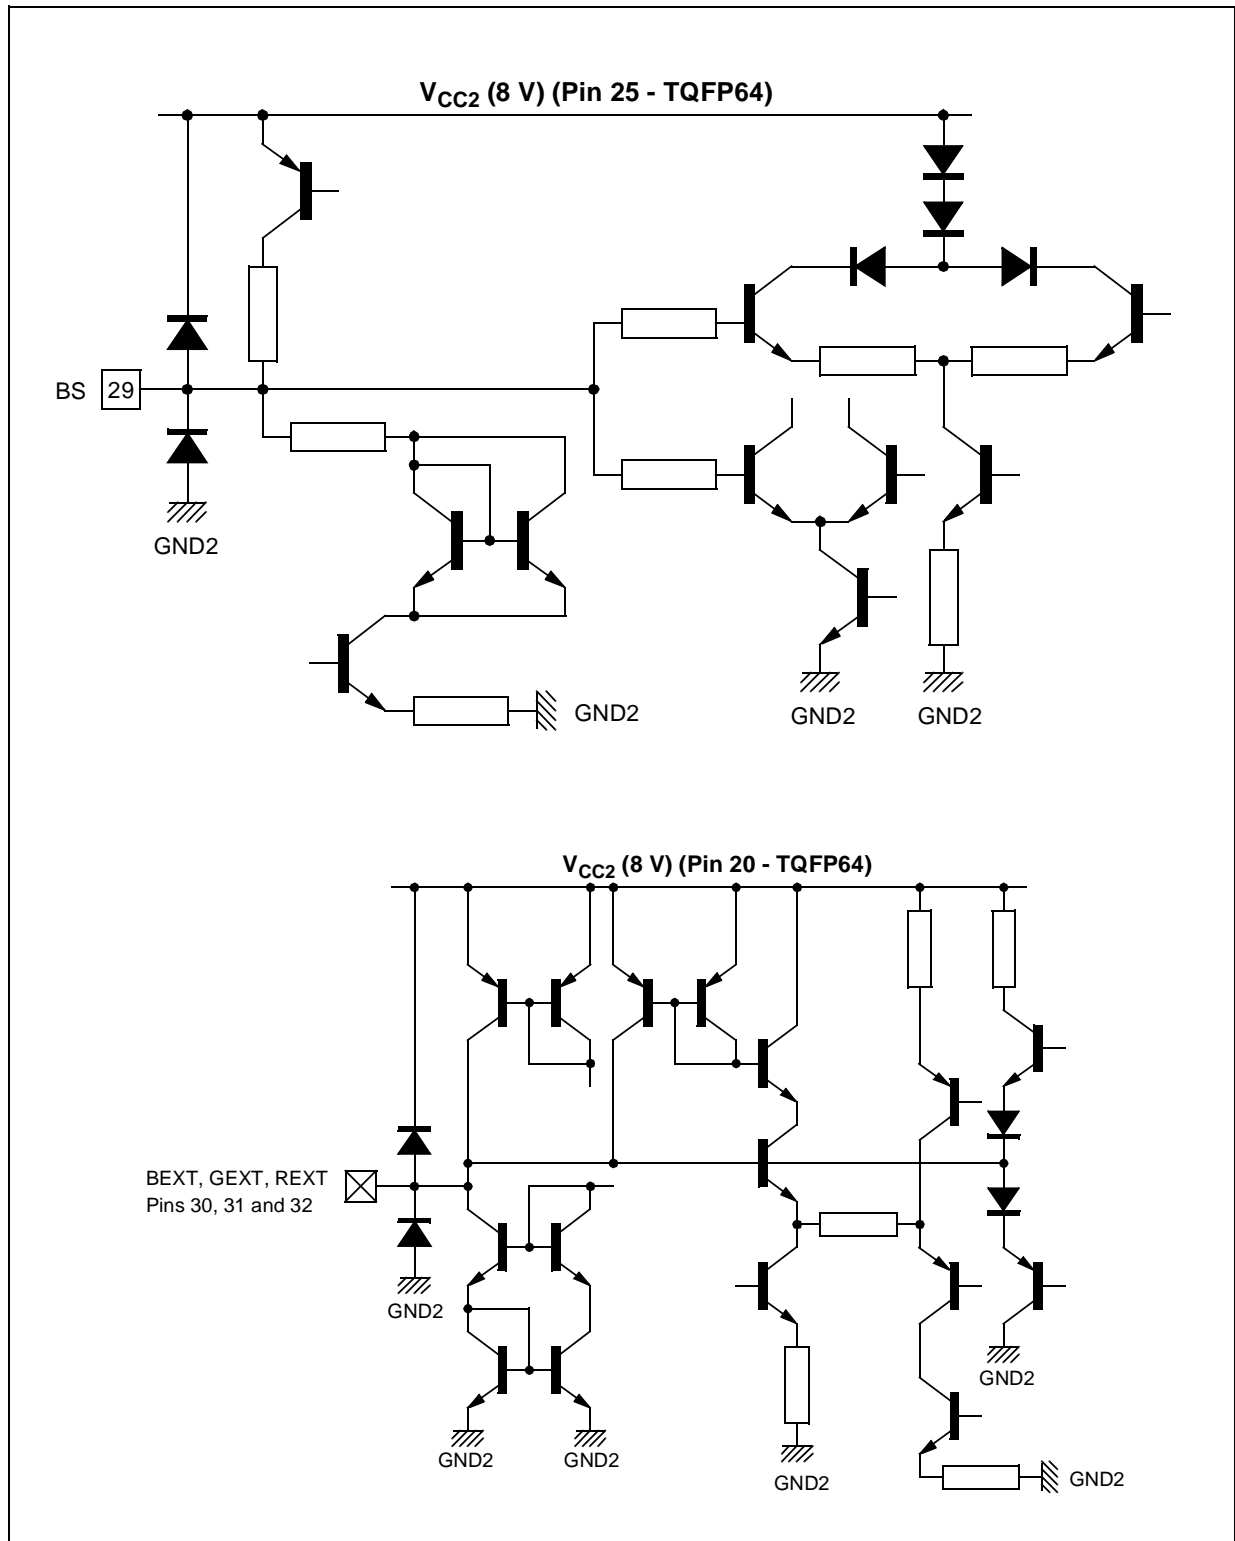 VCC2 (8 V) (Pin 25 - TQFP64)
BS 29
GND2
GND2
GND2
GND2
VCC2 (8 V) (Pin 20 - TQFP64)
BEXT, GEXT, REXT
Pins 30, 31 and 32
GND2
GND2
GND2
GND2
GND2
GND2